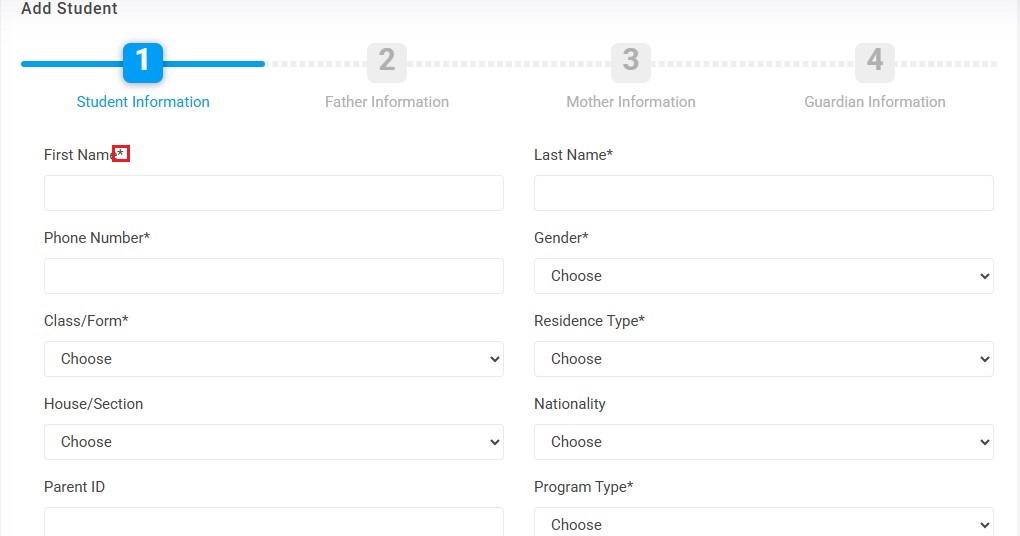 Add Student
1 2 3 4
Student Information Father Information Mother Information Guardian Information
First Name* Last Name*
Phone Number* Gender*
Choose
Class/Form* Residence Type*
Choose Choose
House/Section Nationality
Choose Choose
Parent ID Program Type*
Choose